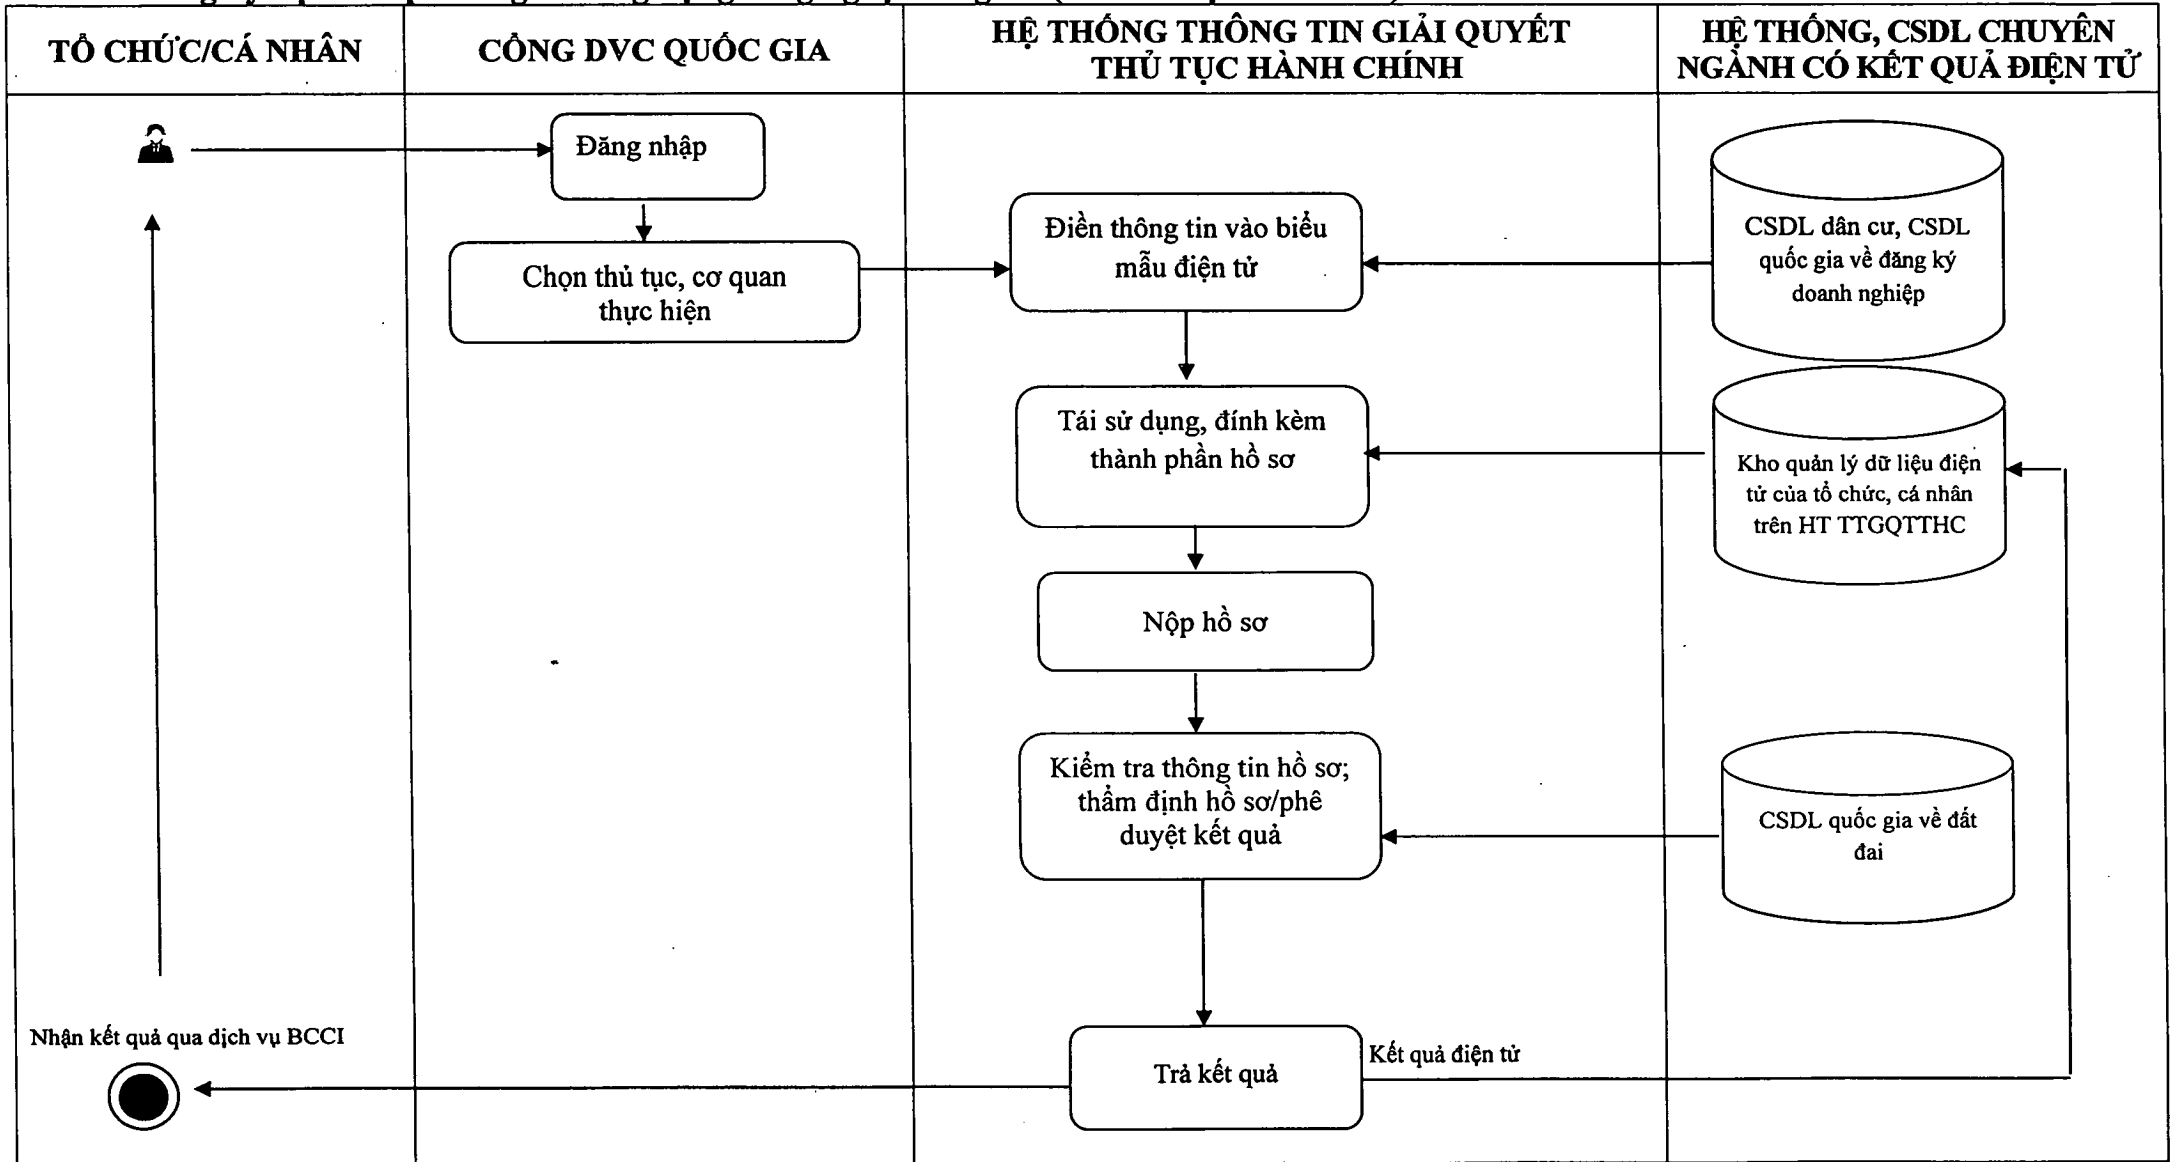 TỔ CHỨC/CÁ NHÂN
CỔNG DVC QUỐC GIA
HỆ THỐNG THÔNG TIN GIẢI QUYẾT
THỦ TỤC HÀNH CHÍNH
HỆ THỐNG, CSDL CHUYÊN
NGÀNH CÓ KẾT QUẢ ĐIỆN TỬ
Đăng nhập
Chọn thủ tục, cơ quan
thực hiện
Điền thông tin vào biểu
mẫu điện tử
CSDL dân cư, CSDL
quốc gia về đăng ký
doanh nghiệp
Tái sử dụng, đính kèm
thành phần hồ sơ
Kho quản lý dữ liệu điện
tử của tổ chức, cá nhân
trên HT TTGQTTHC
Nộp hồ sơ
Kiểm tra thông tin hồ sơ;
thẩm định hồ sơ/phê
duyệt kết quả
CSDL quốc gia về đất
đai
Nhận kết quả qua dịch vụ BCCI
Trả kết quả
Kết quả điện tử